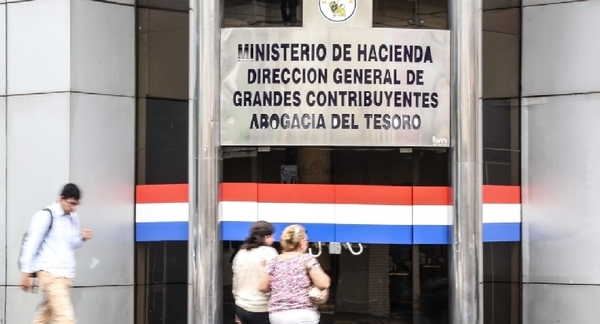 MINISTERIO DE HACIENDA
DIRECCION GENERAL DE
GRANDES CONTRIBUYENTES
ABOGACIA DEL TESORO